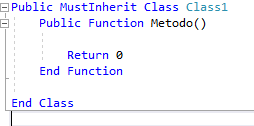 Public MustInherit Class Class1
Public Function Metodo()
Return 0
End Function
End Class